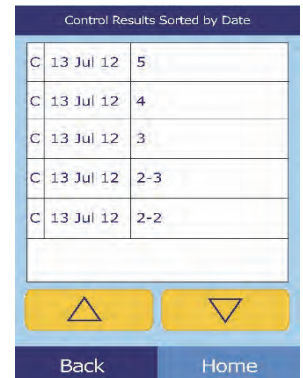 Control Results Sorted by Date
C 13 Jul 12 5
C 13 Jul 12 4
C 13 Jul 12 3
C 13 Jul 12 2-3
C 13 Jul 12 2-2
Back Home